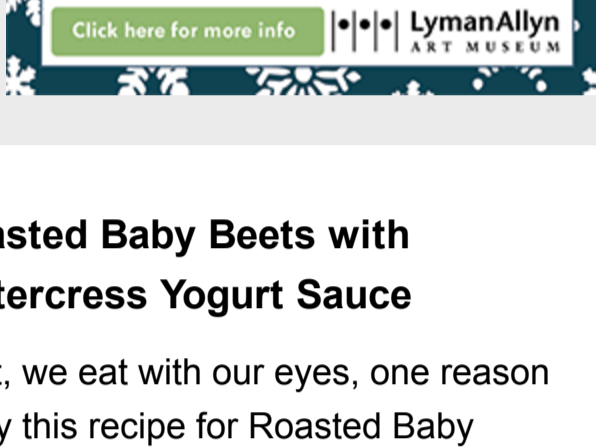 Click here for more info
LymanAllyn
ART MUSEUM
asted Baby Beets with
tercress Yogurt Sauce
t, we eat with our eyes, one reason
y this recipe for Roasted Baby